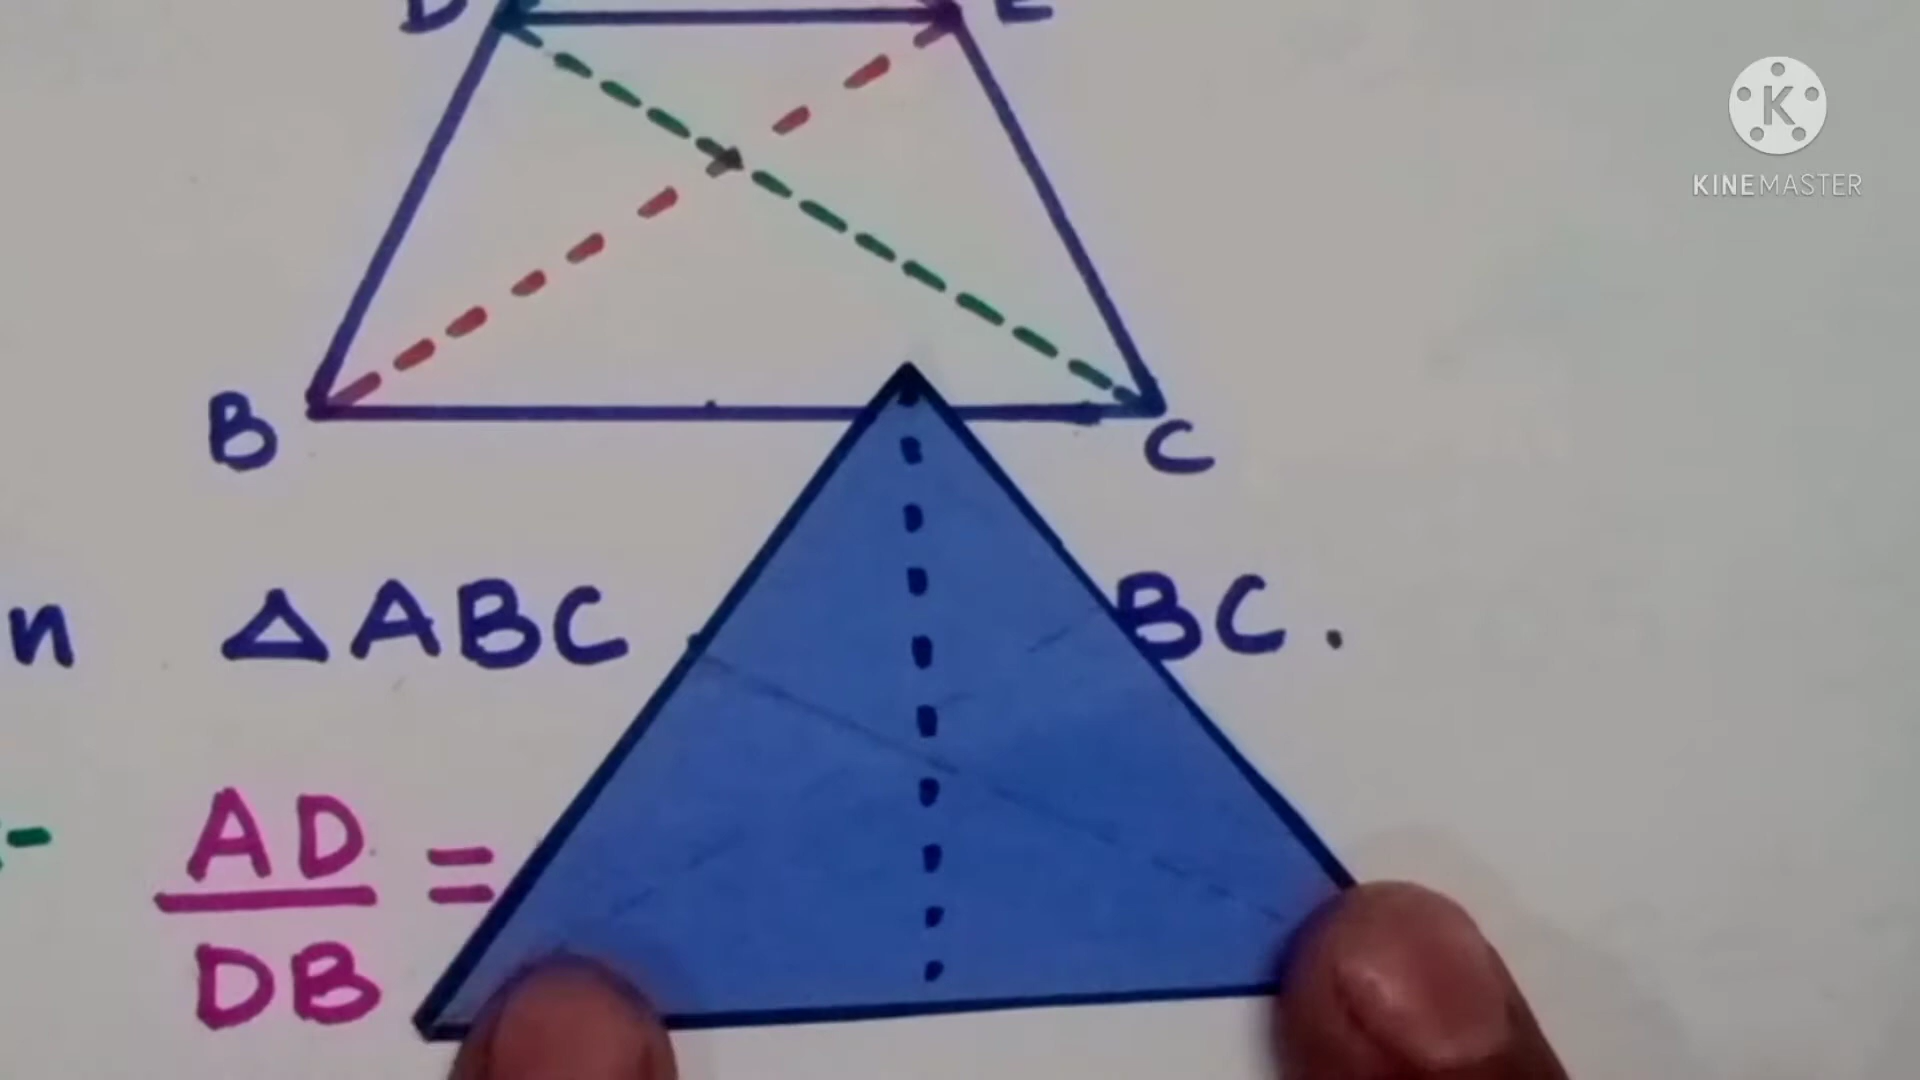 D E
K
KINEMASTER
B C
n ΔABC BC.
:- AD =
DB